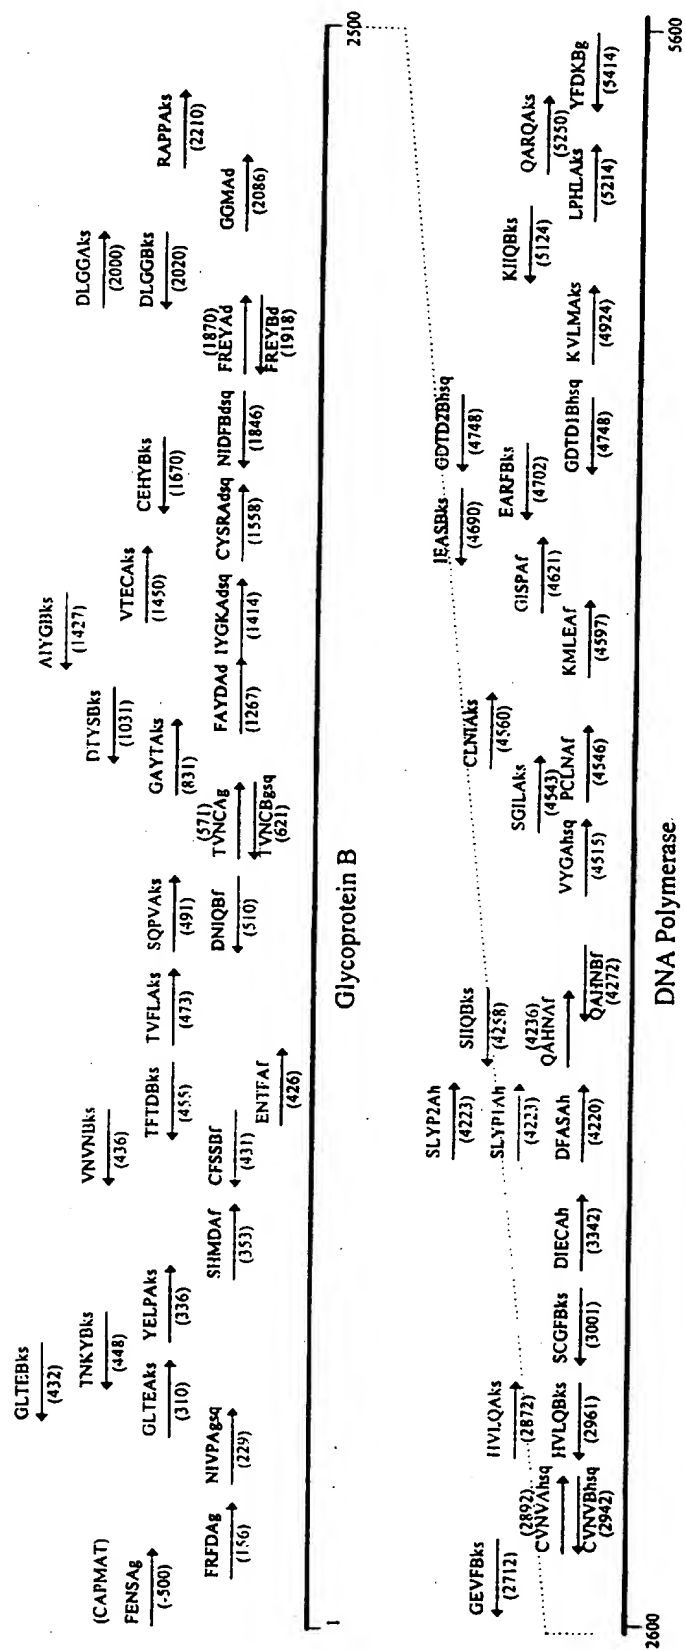 GLTEBks
(432)
TNKYBks
(448)
VNVNBks
(436)
DTYSBks
(1031)
AIYGBks
(1427)
DLGGAks
(2000)
(CAPMAT)
FENSAg
(-500)
GLTEAks
(310)
YELPAks
(336)
TFTDBks
(455)
TVFLAks
(473)
SQPVAks
(491)
GAYTAks
(831)
VTECAks
(1450)
CEHYBks
(1670)
DLGGBks
(2020)
RAPPAks
(2210)
FRFDAg
(156)
NIVPAgsq
(229)
SHMDAf
(353)
CFSSBf
(431)
ENTFAf
(426)
DNIQBf
(510)
(571)
TVNCAg
TVNCBgsq
(621)
FAYDAd
(1267)
IYGKAdsq
(1414)
CYSRAdsq
(1558)
NIDFBdsq
(1846)
(1870)
FREYAd
FREYBd
(1918)
GGMAd
(2086)
1
2500
Glycoprotein B
GEVFBks
(2712)
(2892)
CVNVAhsq
CVNVBhsq
(2942)
HVLQAks
(2872)
HVLQBks
(2961)
SCGFBks
(3001)
DIECAh
(3342)
SLYP2Ah
(4223)
SLYP1Ah
(4223)
DFASAh
(4220)
SIIQBks
(4258)
(4236)
QAHNAf
QAHNBf
(4272)
VYGAhsq
(4515)
SGILAks
(4543)
PCLNAf
(4546)
CLNTAks
(4560)
KMLEAf
(4597)
GISPAf
(4621)
IEASBks
(4690)
EARFBks
(4702)
GDTD2Bhsq
(4748)
GDTD1Bhsq
(4748)
KVLMAks
(4924)
KIIQBks
(5124)
LPHLAks
(5214)
QARQAks
(5250)
YFDKBg
(5414)
2600
5600
DNA Polymerase